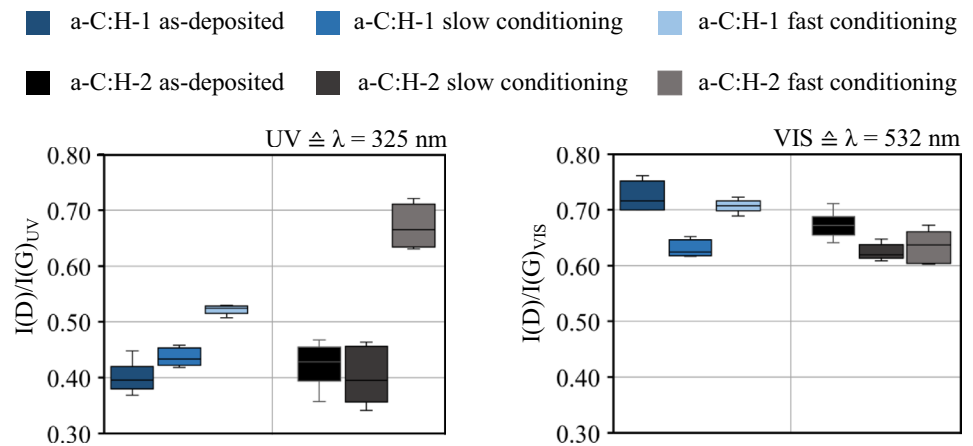 a-C:H-1 as-deposited a-C:H-1 slow conditioning a-C:H-1 fast conditioning
a-C:H-2 as-deposited a-C:H-2 slow conditioning a-C:H-2 fast conditioning
UV ≙ λ = 325 nm
0.80
0.70
0.60
0.50
0.40
0.30
I(D)/I(G)UV
VIS ≙ λ = 532 nm
0.80
0.70
0.60
0.50
0.40
0.30
I(D)/I(G)VIS